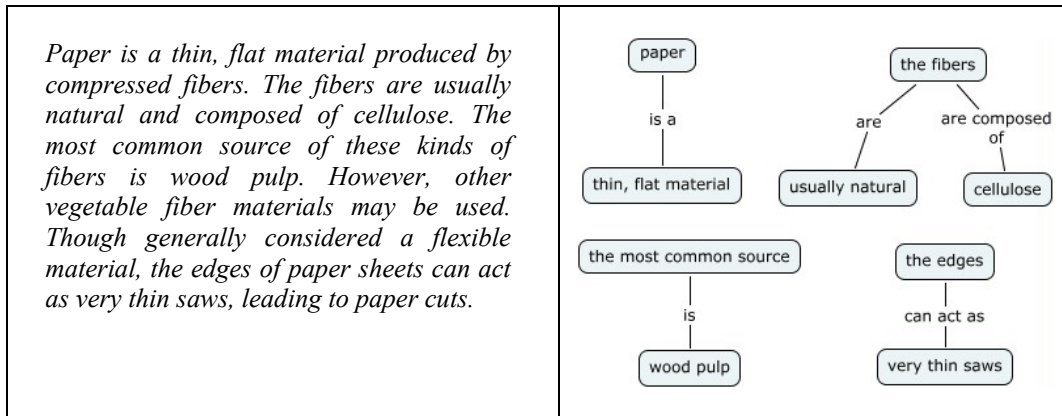 Paper is a thin, flat material produced by
compressed fibers. The fibers are usually
natural and composed of cellulose. The
most common source of these kinds of
fibers is wood pulp. However, other
vegetable fiber materials may be used.
Though generally considered a flexible
material, the edges of paper sheets can act
as very thin saws, leading to paper cuts.
paper
is a
thin, flat material
the fibers
are
are composed
of
usually natural
cellulose
the most common source
is
wood pulp
the edges
can act as
very thin saws